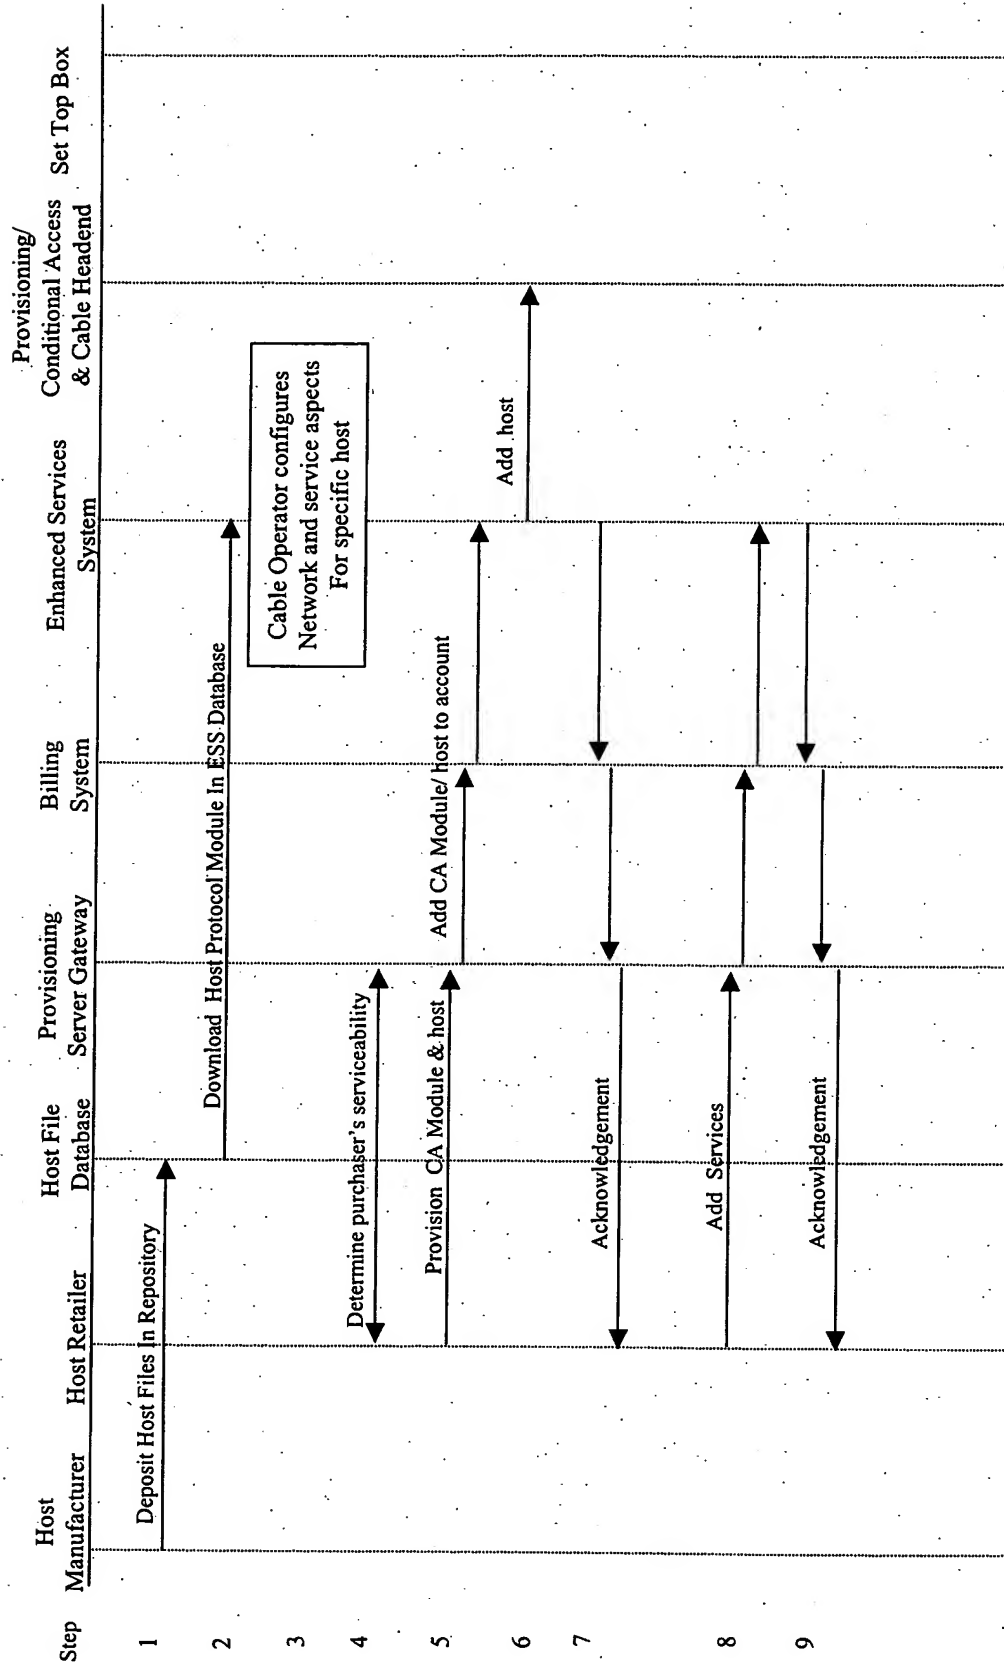 Step
Host
Manufacturer
Host Retailer
Host File
Database
Provisioning
Server Gateway
Billing
System
Enhanced Services
System
Provisioning/
Conditional Access
& Cable Headend
Set Top Box
1
Deposit Host Files In Repository
2
Download Host Protocol Module In ESS Database
3
Cable Operator configures
Network and service aspects
For specific host
4
Determine purchaser's serviceability
5
Provision CA Module & host
Add CA Module/ host to account
6
Add host
7
Acknowledgement
8
Add Services
9
Acknowledgement